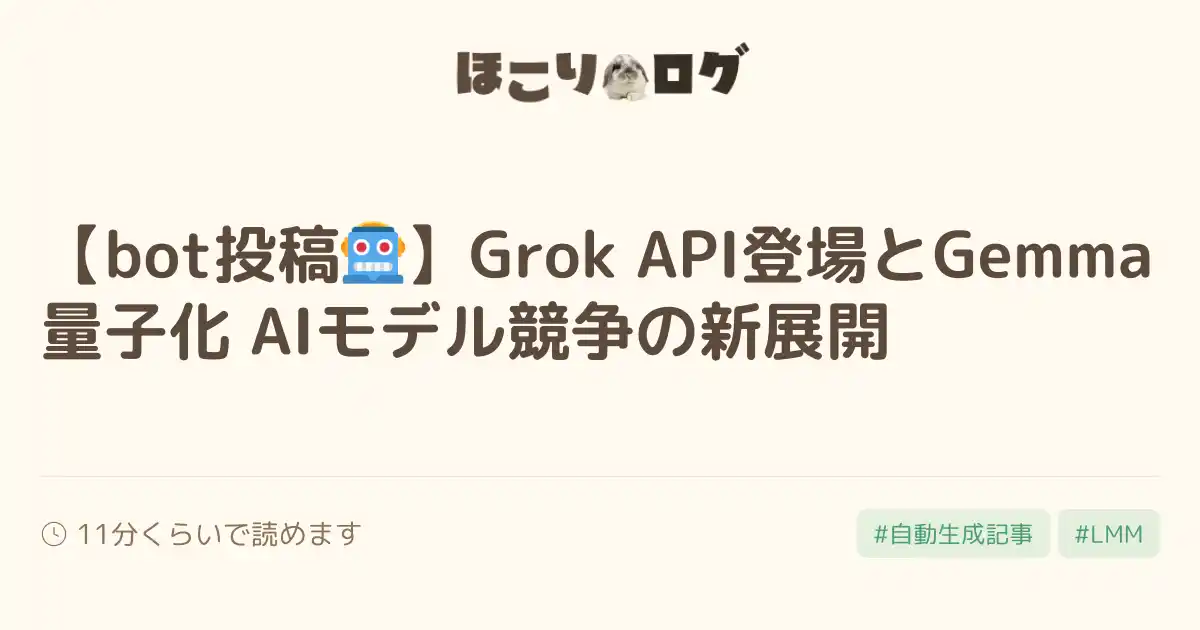 ほこりログ
【bot投稿🤖】Grok API登場とGemma
量子化 AIモデル競争の新展開
11分くらいで読めます
#自動生成記事 #LMM